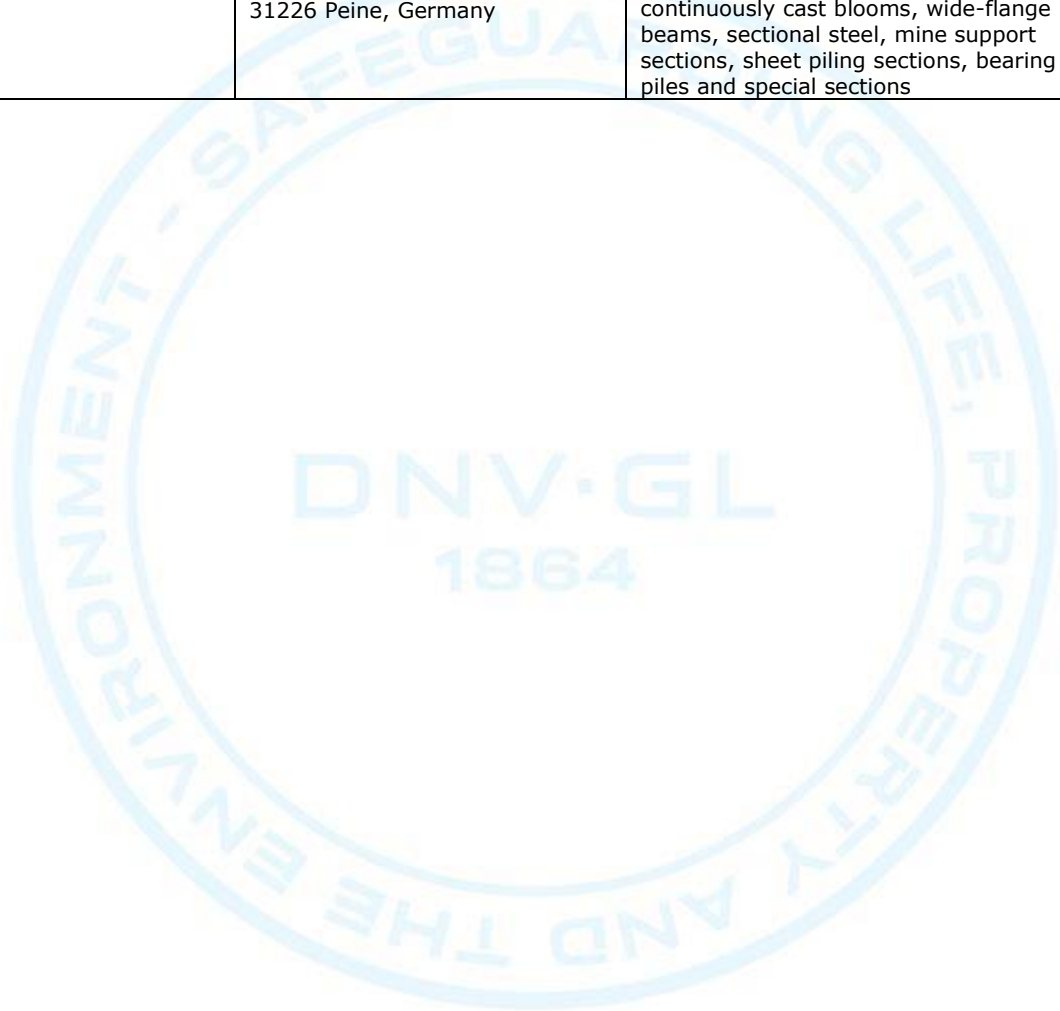 31226 Peine, Germany
continuously cast blooms, wide-flange
beams, sectional steel, mine support
sections, sheet piling sections, bearing
piles and special sections
SAFEGUARDING LIFE, PROPERTY AND THE ENVIRONMENT -
DNV·GL
1864